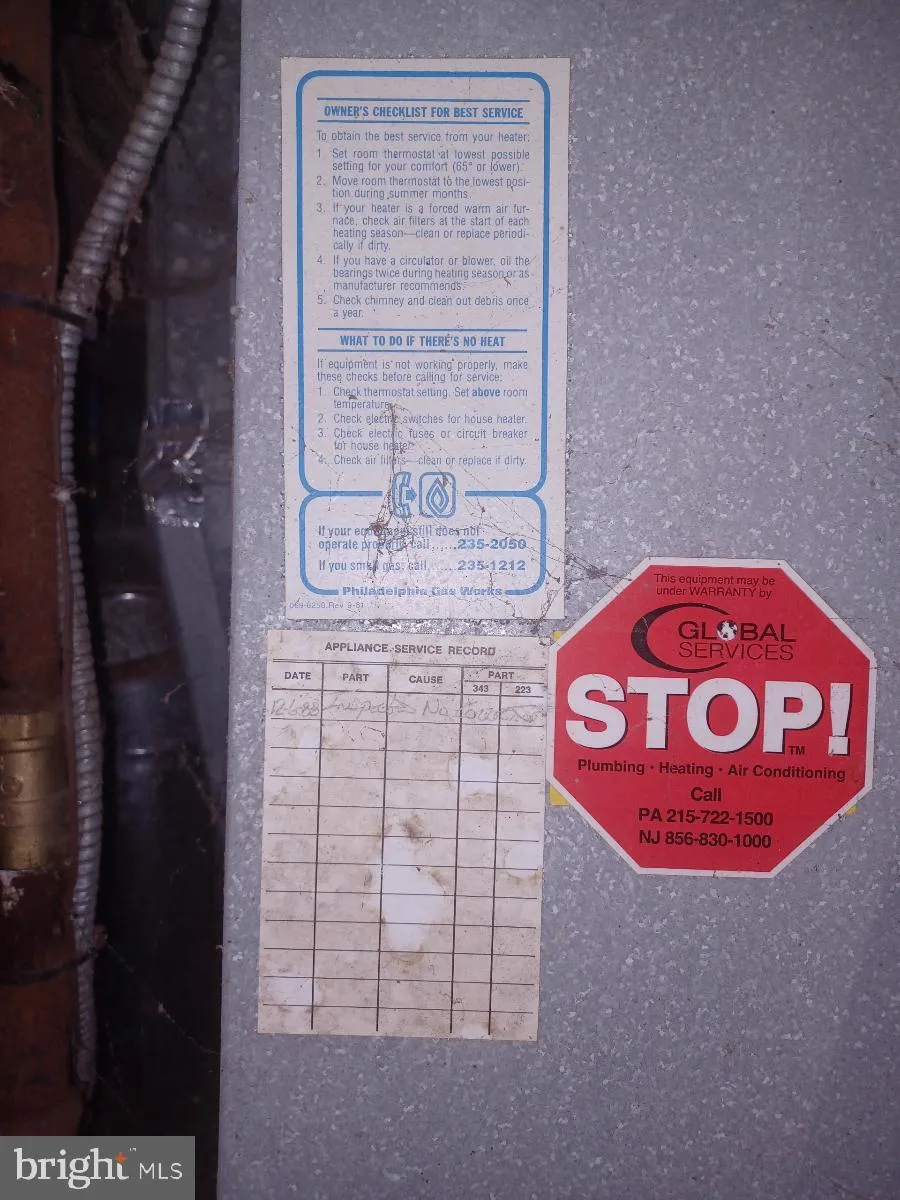 OWNER'S CHECKLIST FOR BEST SERVICE
To obtain the best service from your heater:
1. Set room thermostat at lowest possible
setting for your comfort (65° or lower).
2. Move room thermostat to the lowest posi-
tion during summer months.
3. If your heater is a forced warm air fur-
nace, check air filters at the start of each
heating season—clean or replace periodi-
cally if dirty.
4. If you have a circulator or blower, oil the
bearings twice during heating season or as
manufacturer recommends.
5. Check chimney and clean out debris once
a year.
WHAT TO DO IF THERE'S NO HEAT
If equipment is not working properly, make
these checks before calling for service:
1. Check thermostat setting. Set above room
temperature.
2. Check electric switches for house heater.
3. Check electric fuses or circuit breaker
for house heater.
4. Check air filters—clean or replace if dirty.
If your equipment still does not
operate properly call......235-2050
If you smell gas, call......235-1212
Philadelphia Gas Works
069-6258 Rev 9-81
APPLIANCE SERVICE RECORD
DATE PART CAUSE PART
343 223
Inspected No
This equipment may be
under WARRANTY by
GLOBAL
SERVICES
STOP!
TM
Plumbing · Heating · Air Conditioning
Call
PA 215-722-1500
NJ 856-830-1000
bright MLS